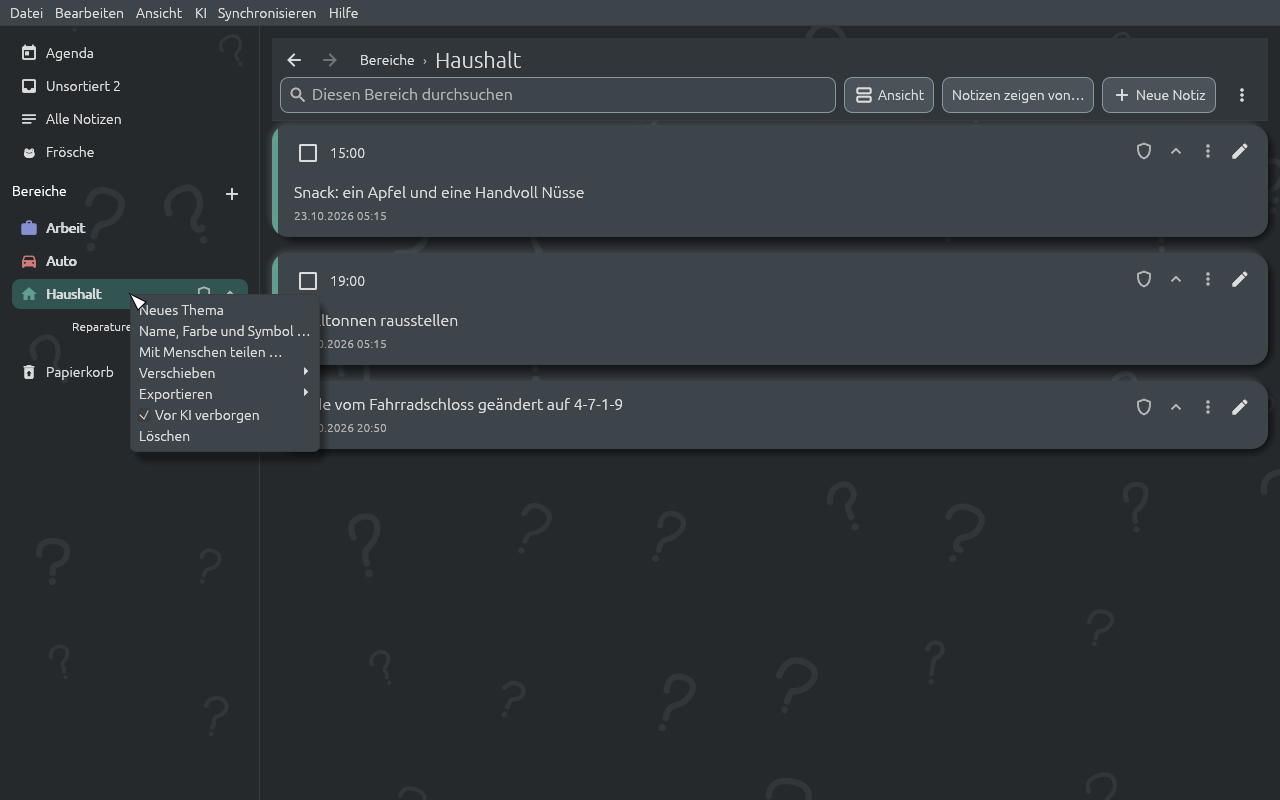 Datei Bearbeiten Ansicht KI Synchronisieren Hilfe
Agenda
Unsortiert 2
Alle Notizen
Frösche
Bereiche
Arbeit
Auto
Haushalt
Papierkorb
Neues Thema
Name, Farbe und Symbol …
Mit Menschen teilen …
Verschieben
Exportieren
Vor KI verborgen
Löschen
Bereiche › Haushalt
Diesen Bereich durchsuchen
Ansicht
Notizen zeigen von…
Neue Notiz
15:00
Snack: ein Apfel und eine Handvoll Nüsse
23.10.2026 05:15
19:00
rausstellen
2026 05:15
vom Fahrradschloss geändert auf 4-7-1-9
2026 20:50